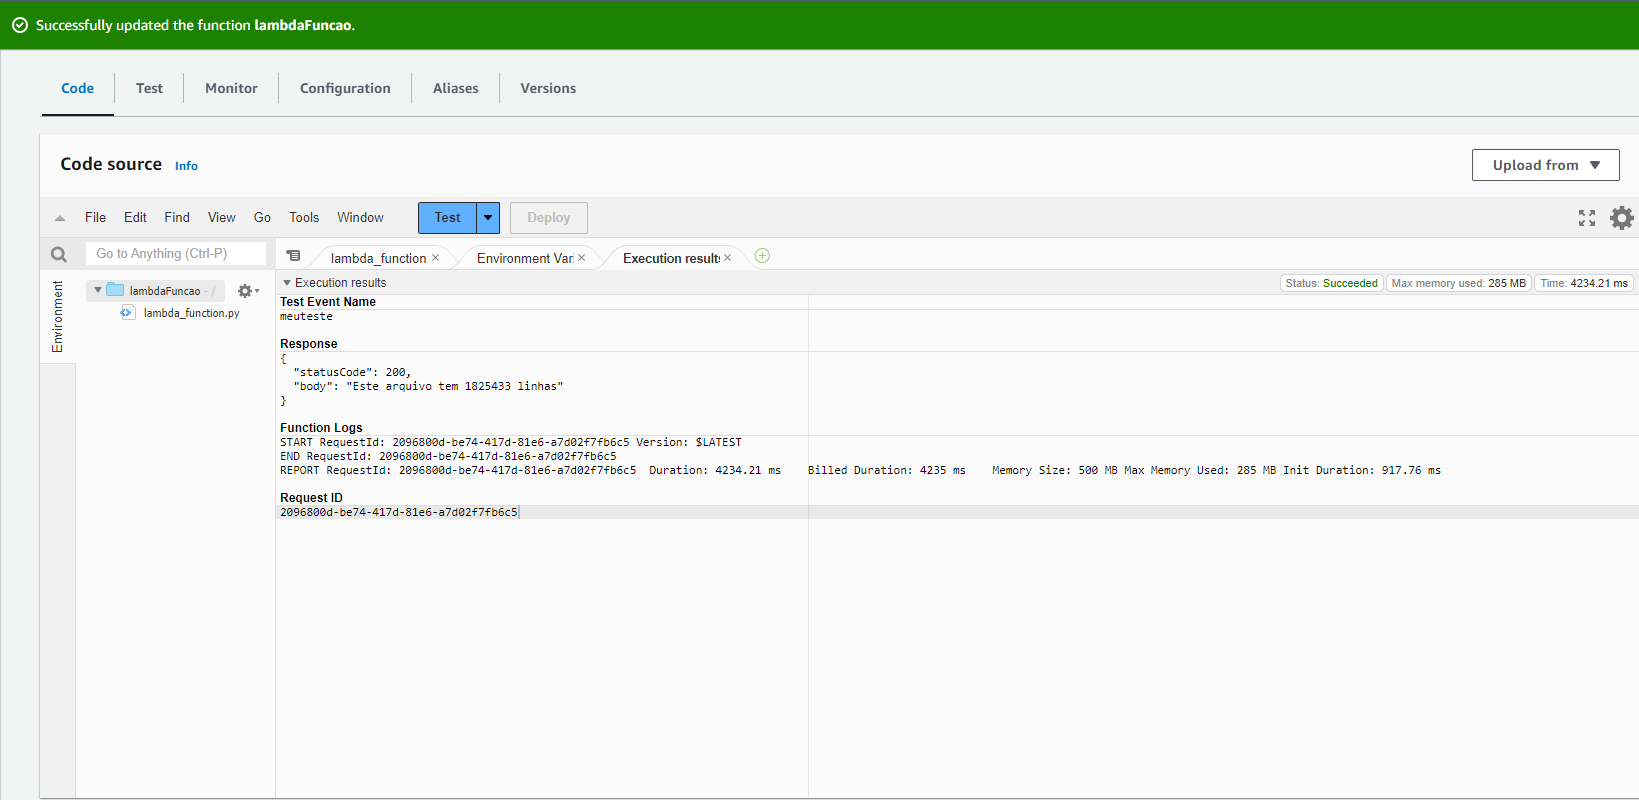 Successfully updated the function lambdaFuncao.
Code Test Monitor Configuration Aliases Versions
Code source Info
Upload from
File Edit Find View Go Tools Window Test Deploy
Go to Anything (Ctrl-P)
lambda_function × Environment Var × Execution results ×
Environment
lambdaFuncao - /
lambda_function.py
Execution results
Status: Succeeded Max memory used: 285 MB Time: 4234.21 ms
Test Event Name
meuteste
Response
{
"statusCode": 200,
"body": "Este arquivo tem 1825433 linhas"
}
Function Logs
START RequestId: 2096800d-be74-417d-81e6-a7d02f7fb6c5 Version: $LATEST
END RequestId: 2096800d-be74-417d-81e6-a7d02f7fb6c5
REPORT RequestId: 2096800d-be74-417d-81e6-a7d02f7fb6c5 Duration: 4234.21 ms Billed Duration: 4235 ms Memory Size: 500 MB Max Memory Used: 285 MB Init Duration: 917.76 ms
Request ID
2096800d-be74-417d-81e6-a7d02f7fb6c5